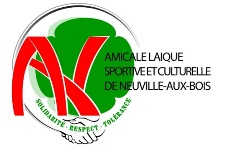 AMICALE LAIQUE
SPORTIVE ET CULTURELLE
DE NEUVILLE-AUX-BOIS
SOLIDARITÉ - RESPECT - TOLÉRANCE